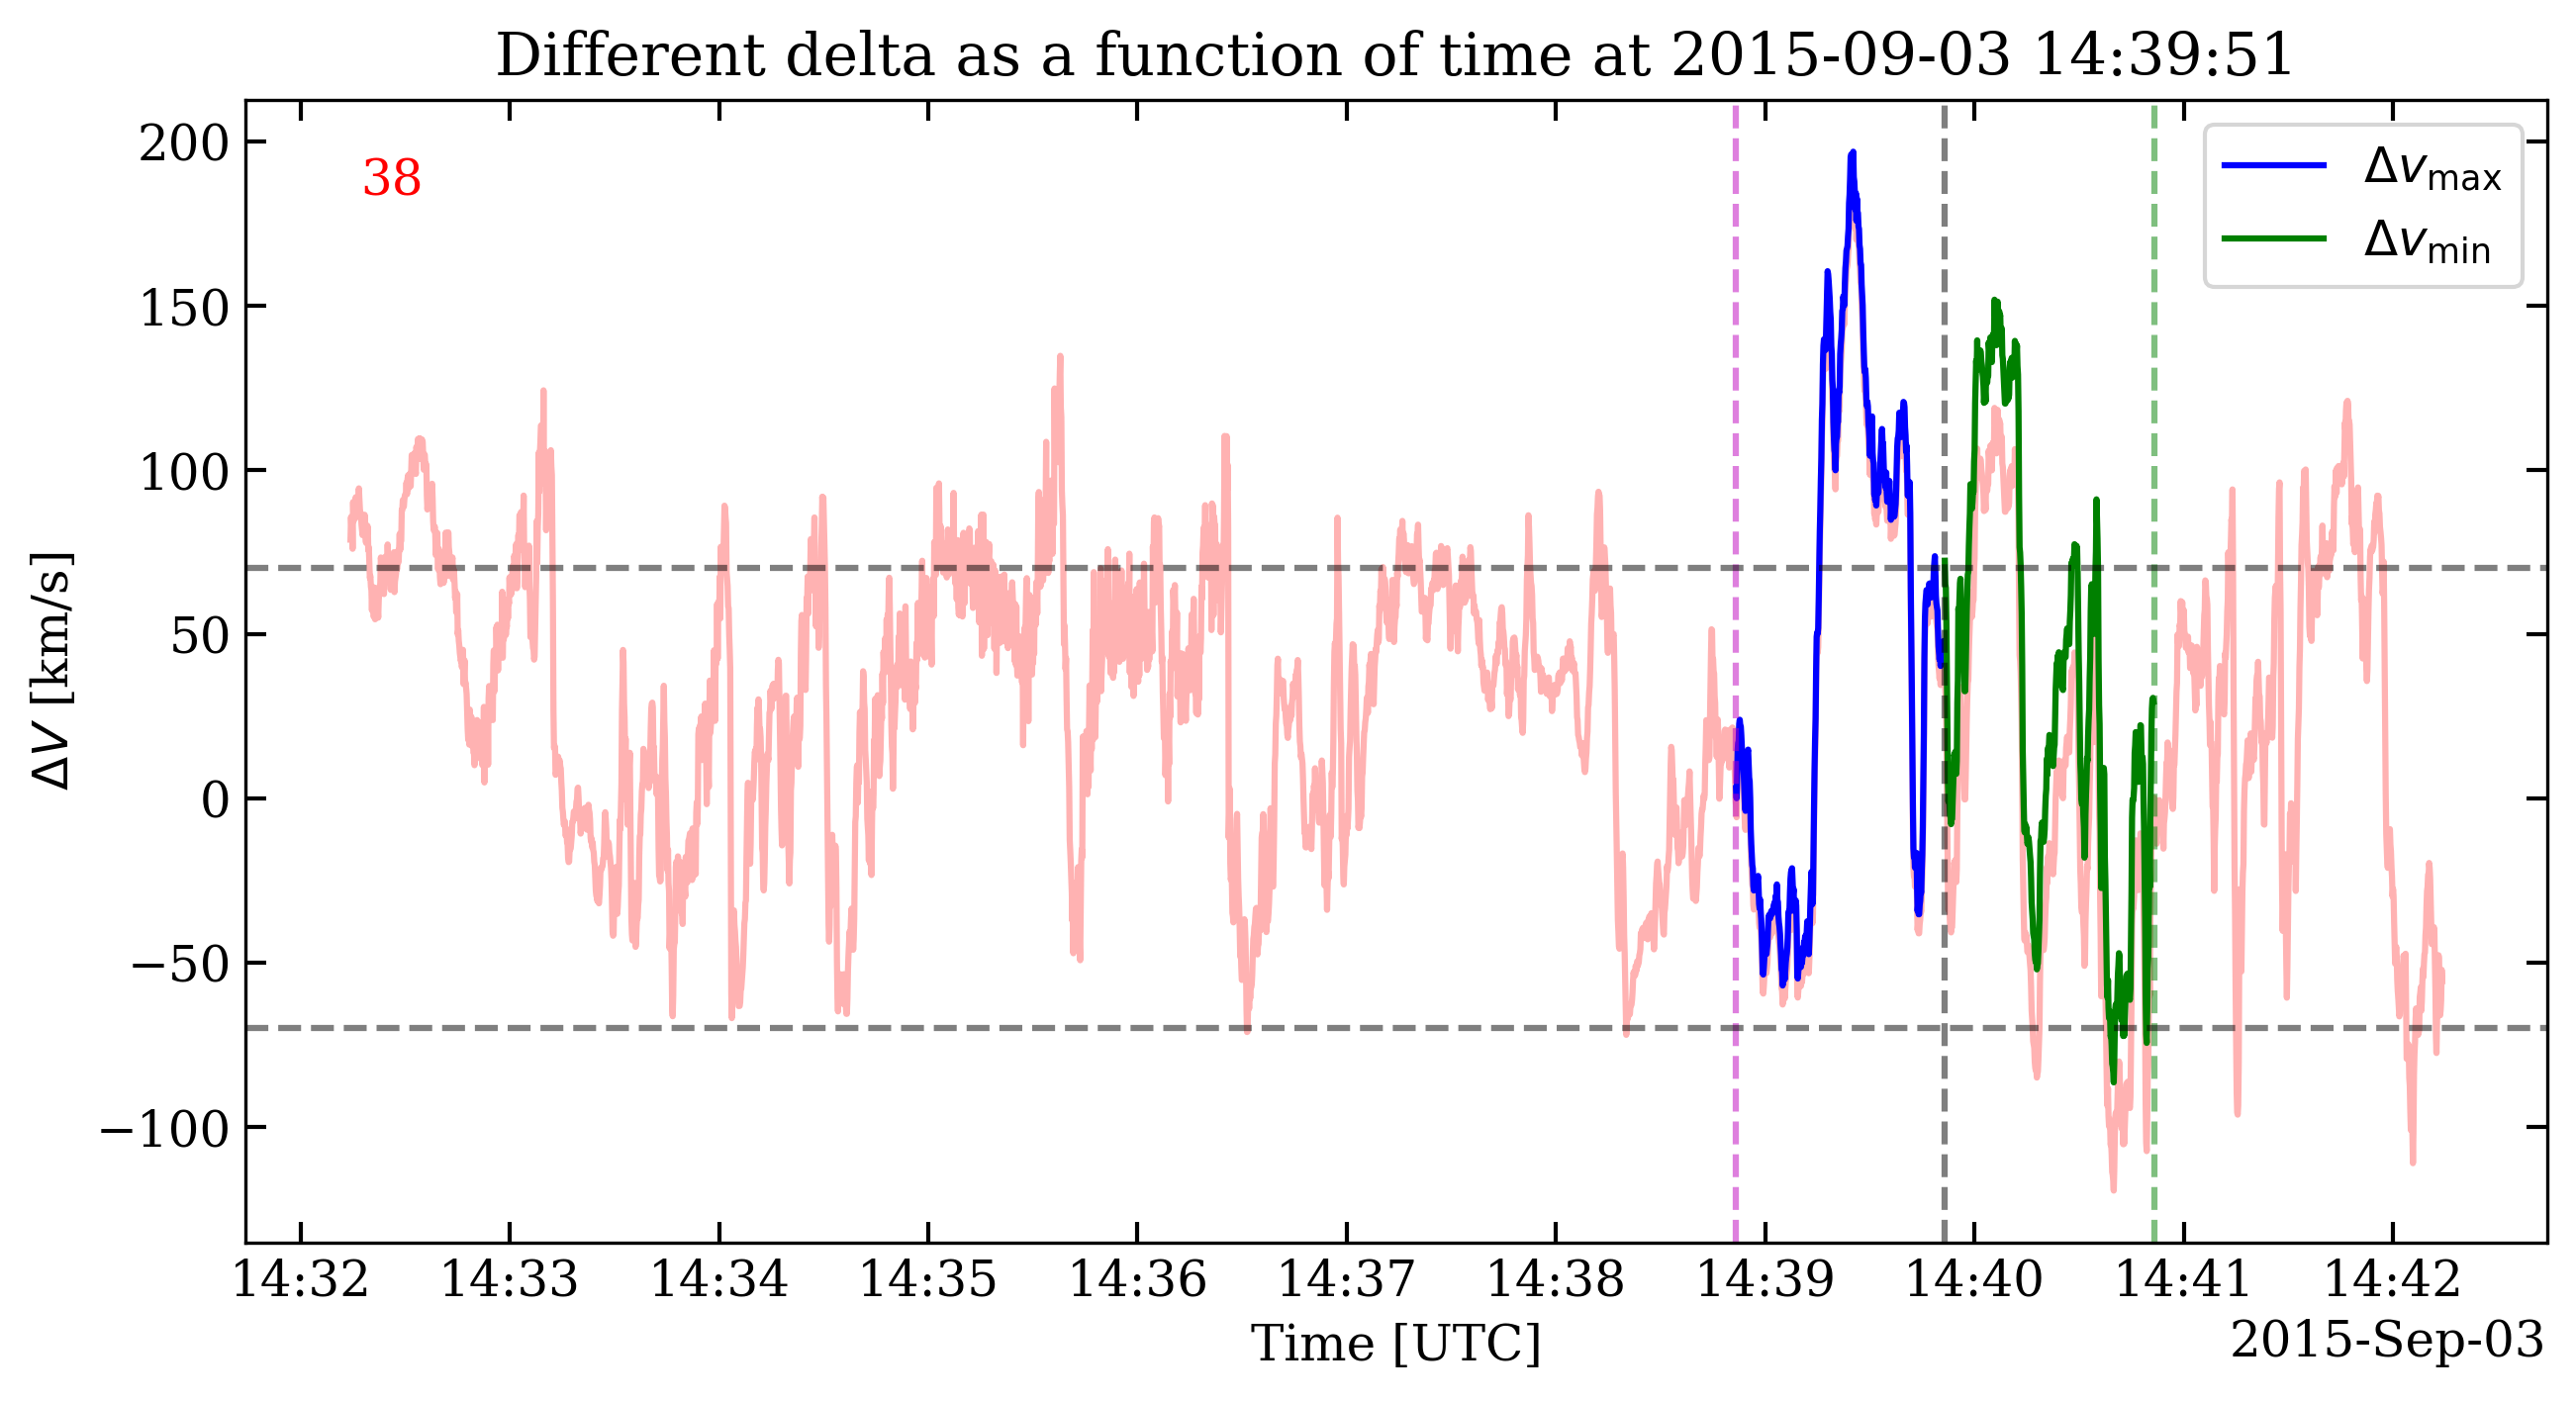 Different delta as a function of time at 2015-09-03 14:39:51
38
Δv_max
Δv_min
ΔV [km/s]
200
150
100
50
0
−50
−100
14:32 14:33 14:34 14:35 14:36 14:37 14:38 14:39 14:40 14:41 14:42
Time [UTC]
2015-Sep-03